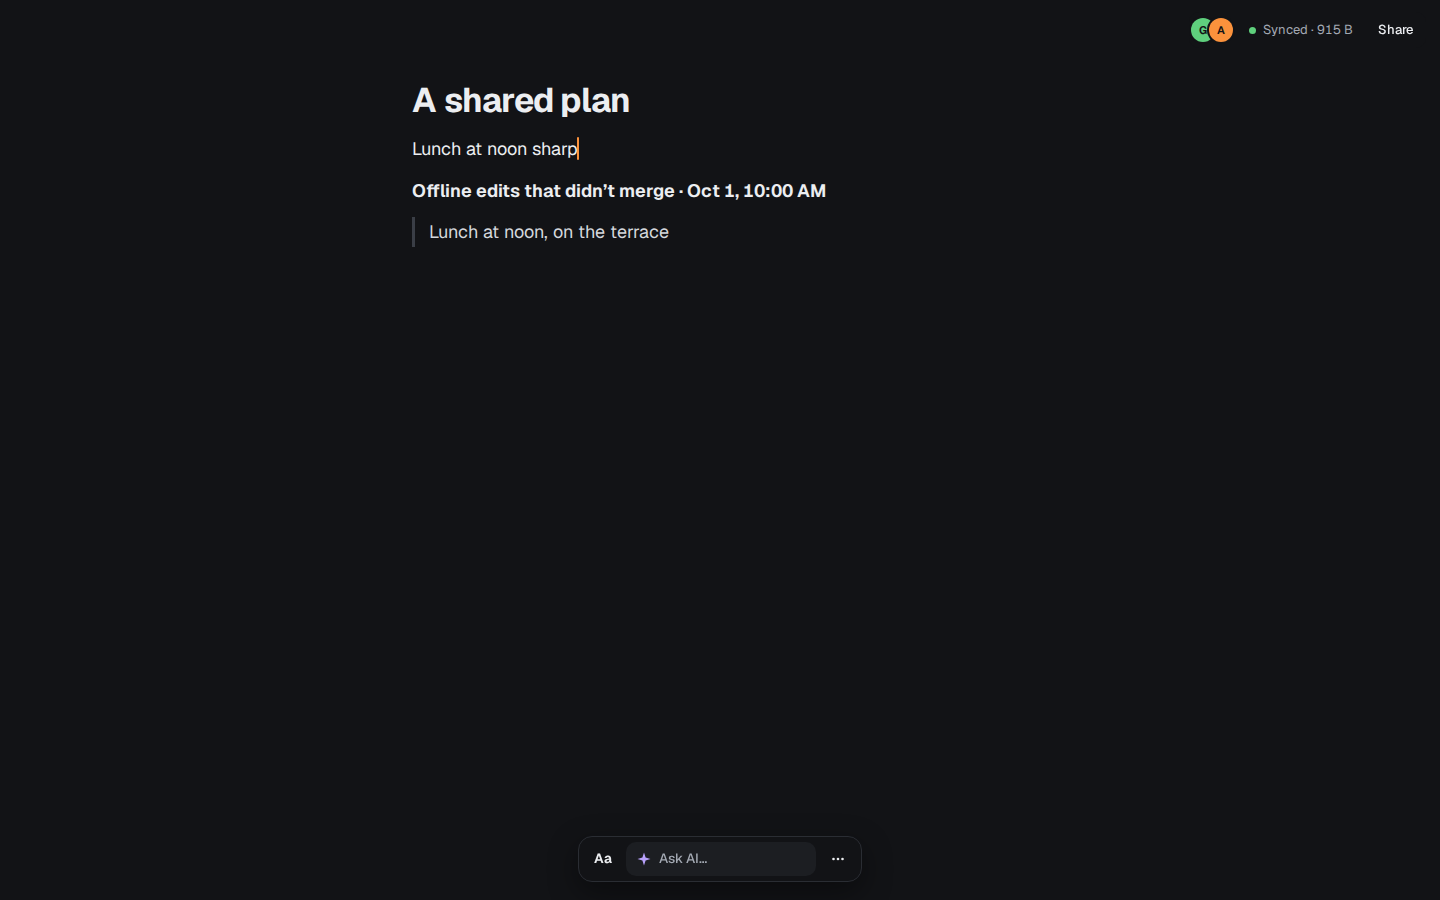 G A Synced · 915 B Share
A shared plan
Lunch at noon sharp
Offline edits that didn’t merge · Oct 1, 10:00 AM
Lunch at noon, on the terrace
Aa Ask AI...